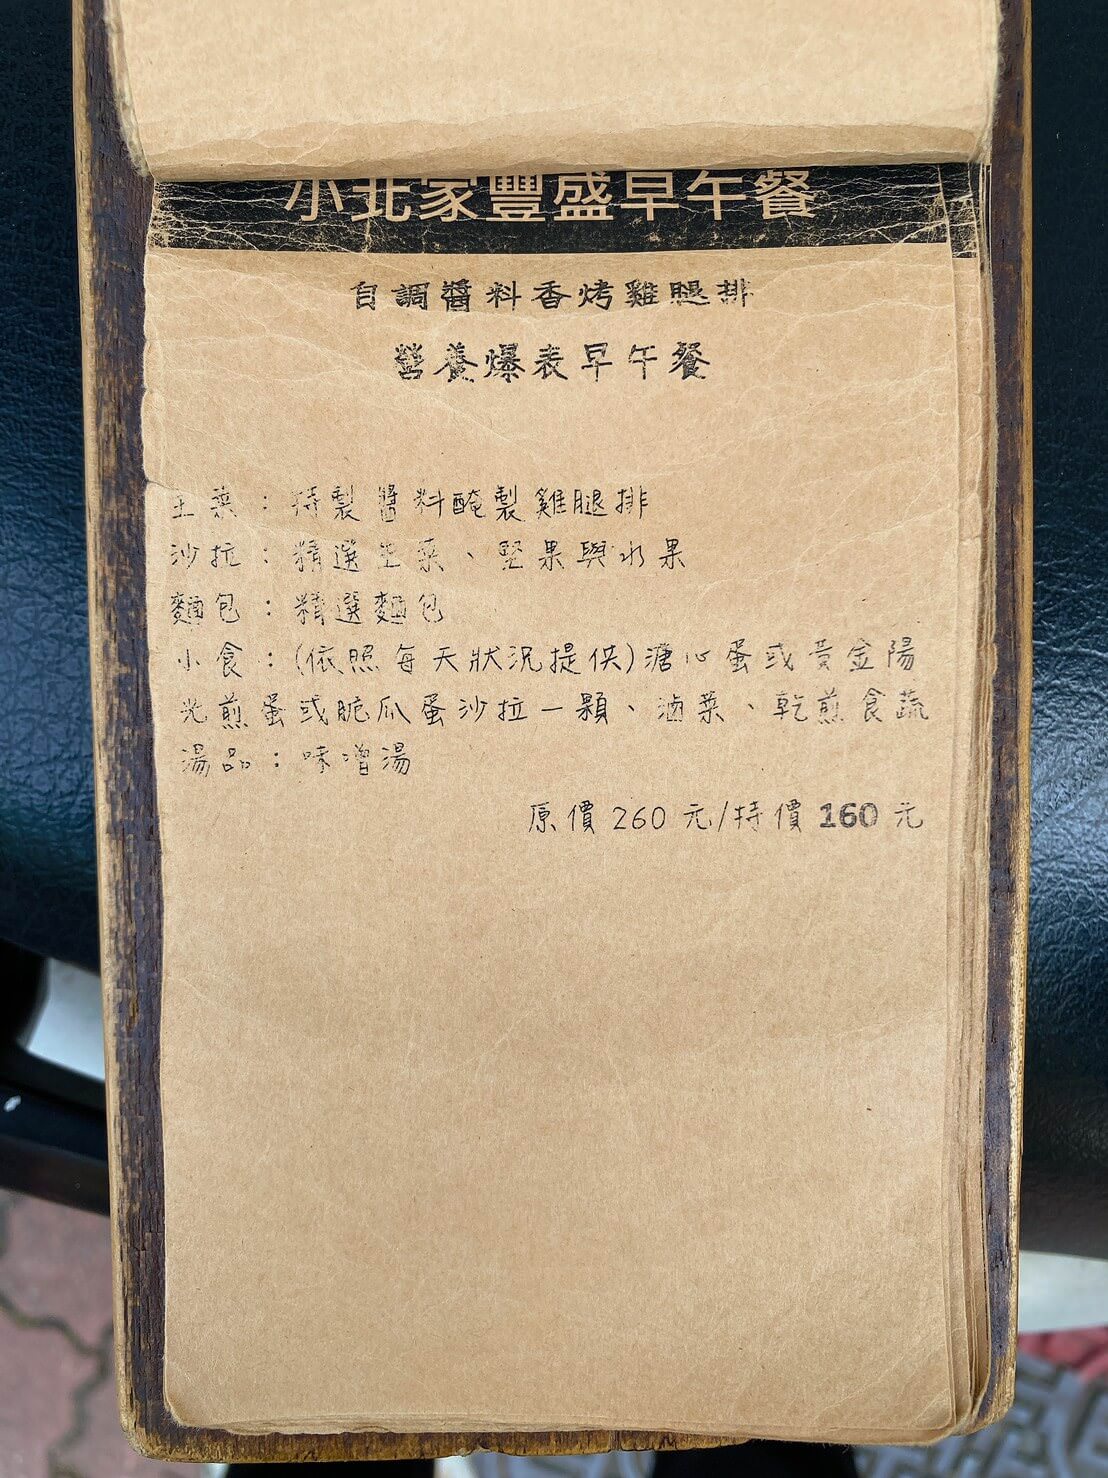 小北家豐盛早午餐
自調醬料香烤雞腿排
營養爆表早午餐
主菜：特製醬料醃製雞腿排
沙拉：精選生菜、堅果與水果
麵包：精選麵包
小食：(依照每天狀況提供)溏心蛋或黃金陽
光煎蛋或脆瓜蛋沙拉一顆、滷菜、乾煎食蔬
湯品：味噌湯
原價 260 元/特價 160 元